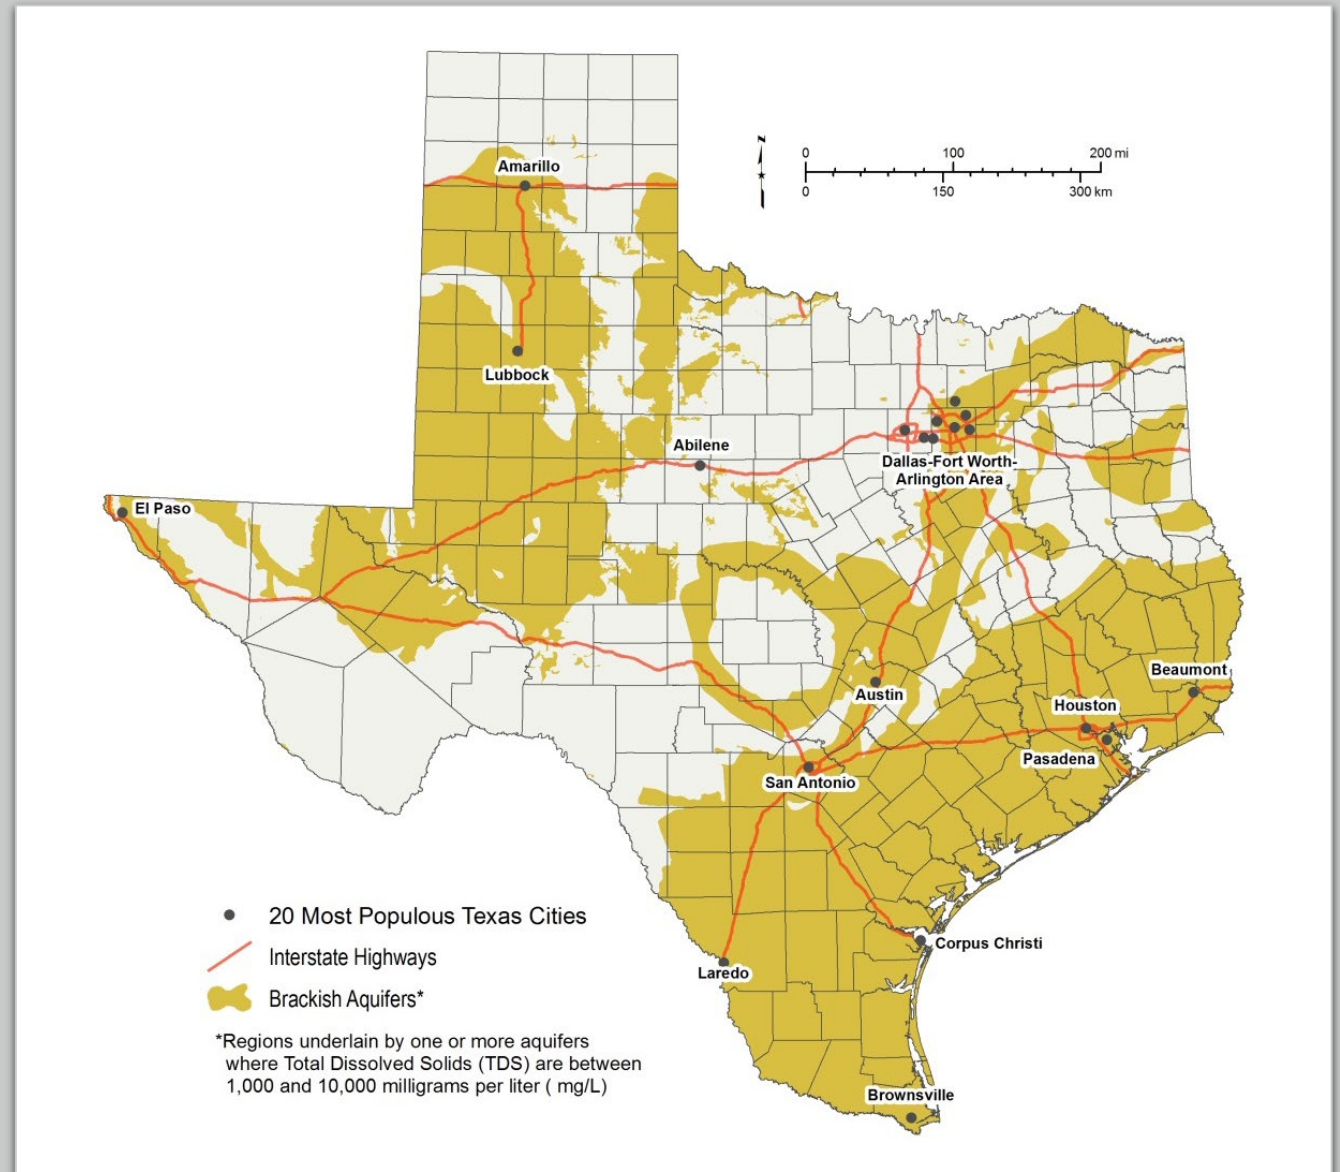 Amarillo
N
0 100 200 mi
0 150 300 km
Lubbock
Abilene
Dallas-Fort Worth-
Arlington Area
El Paso
Beaumont
Austin
Houston
Pasadena
San Antonio
20 Most Populous Texas Cities
Interstate Highways
Corpus Christi
Laredo
Brackish Aquifers*
*Regions underlain by one or more aquifers
where Total Dissolved Solids (TDS) are between
1,000 and 10,000 milligrams per liter ( mg/L)
Brownsville